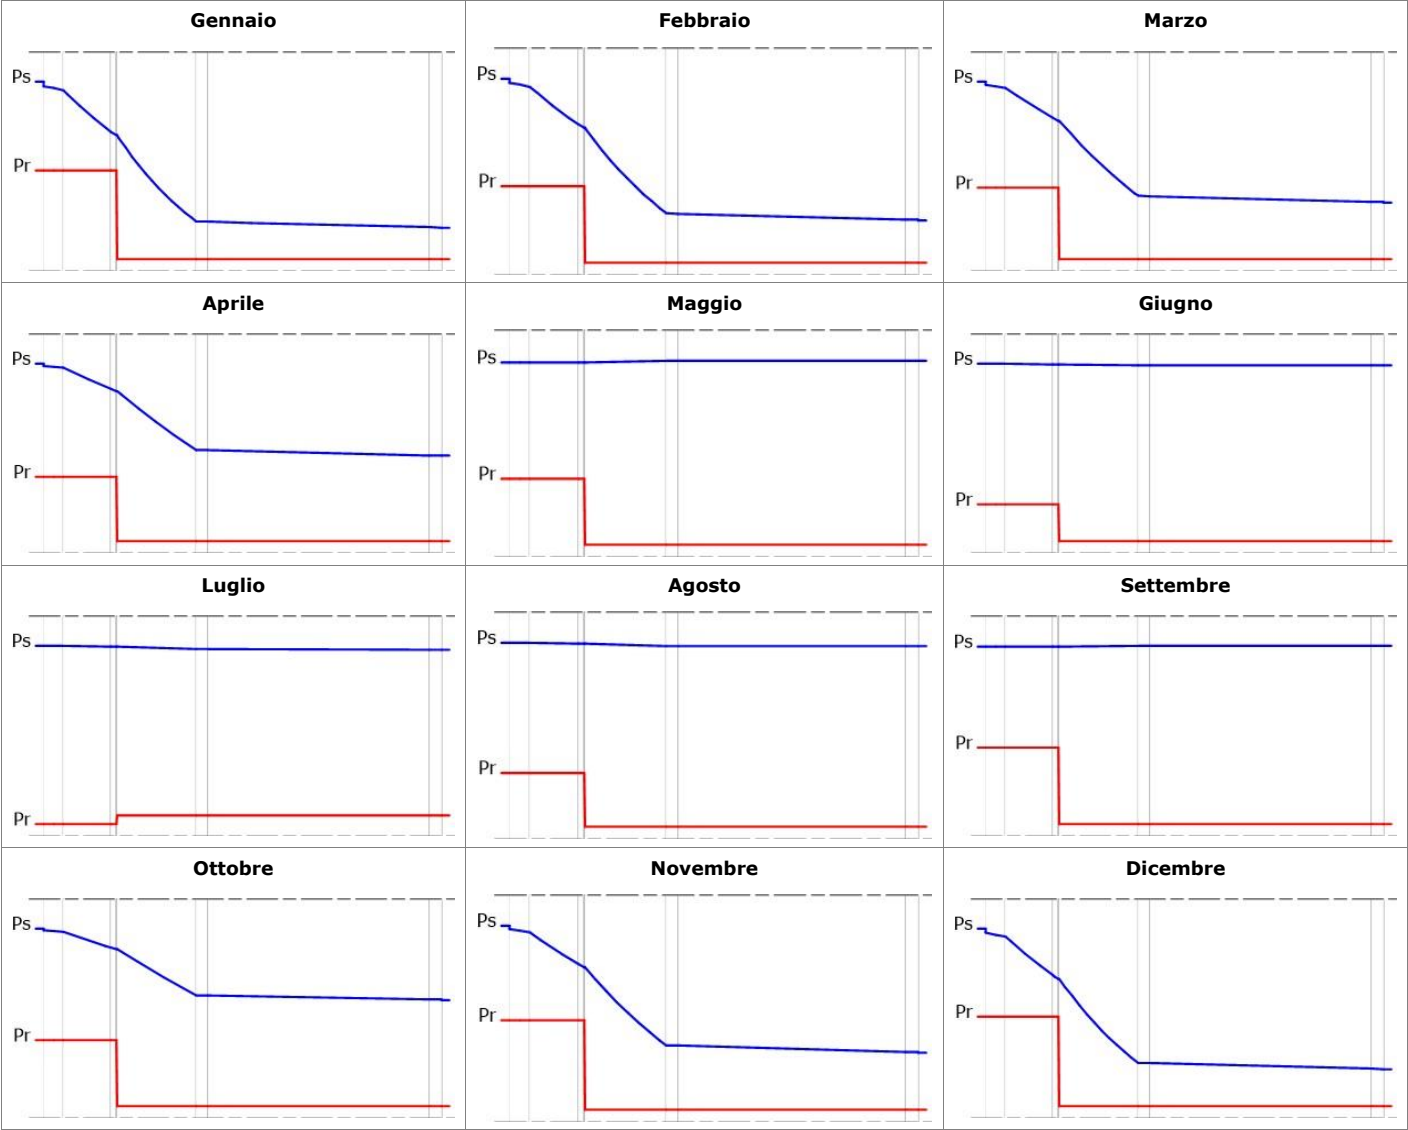 Gennaio
Febbraio
Marzo
Ps
Ps
Ps
Pr
Pr
Pr
Aprile
Maggio
Giugno
Ps
Ps
Ps
Pr
Pr
Pr
Luglio
Agosto
Settembre
Ps
Ps
Ps
Pr
Pr
Pr
Ottobre
Novembre
Dicembre
Ps
Ps
Ps
Pr
Pr
Pr